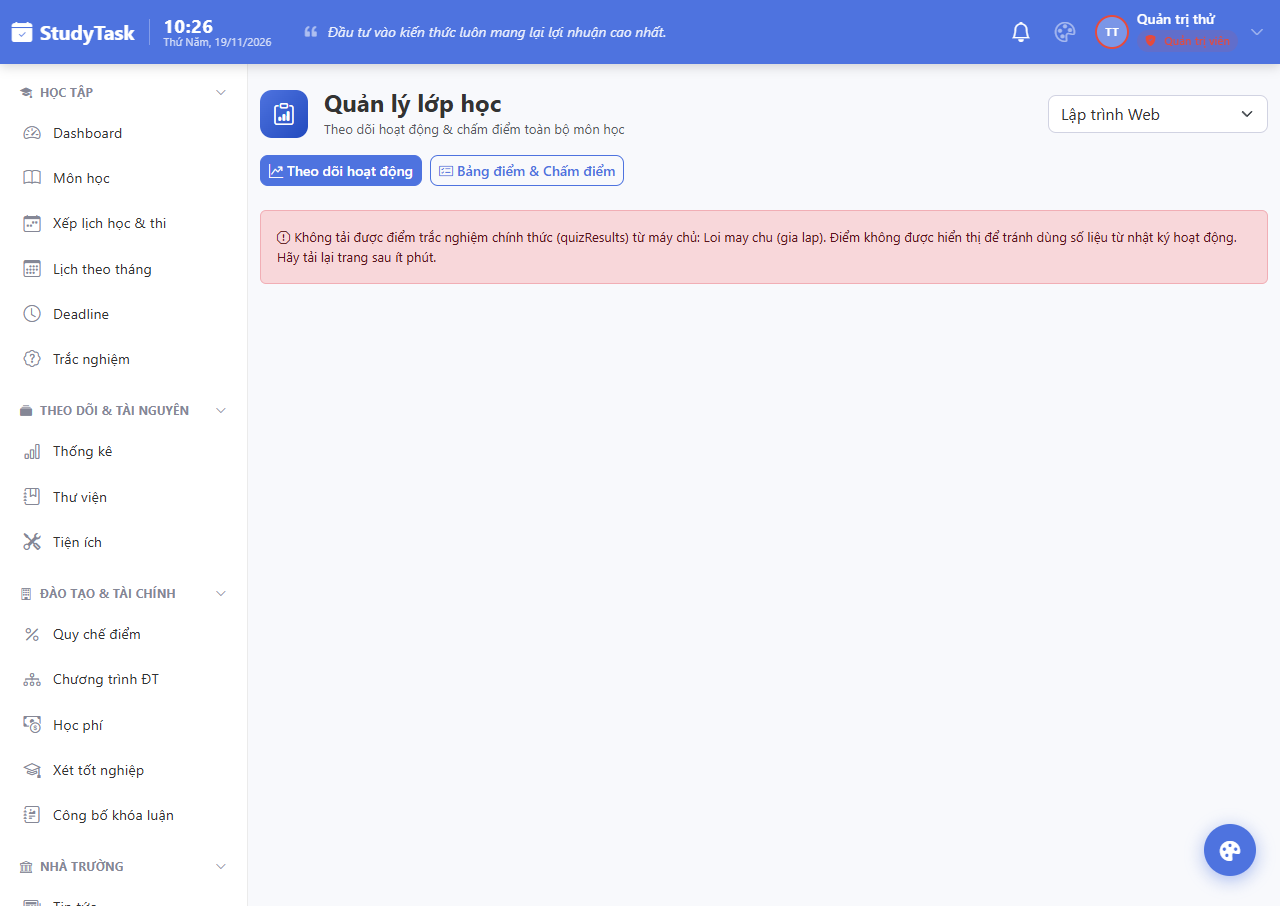 StudyTask
10:26
Thứ Năm, 19/11/2026
Đầu tư vào kiến thức luôn mang lại lợi nhuận cao nhất.
TT
Quản trị thử
Quản trị viên
HỌC TẬP
Dashboard
Môn học
Xếp lịch học & thi
Lịch theo tháng
Deadline
Trắc nghiệm
THEO DÕI & TÀI NGUYÊN
Thống kê
Thư viện
Tiện ích
ĐÀO TẠO & TÀI CHÍNH
Quy chế điểm
Chương trình ĐT
Học phí
Xét tốt nghiệp
Công bố khóa luận
NHÀ TRƯỜNG
Tin tức
Quản lý lớp học
Theo dõi hoạt động & chấm điểm toàn bộ môn học
Lập trình Web
Theo dõi hoạt động
Bảng điểm & Chấm điểm
Không tải được điểm trắc nghiệm chính thức (quizResults) từ máy chủ: Loi may chu (gia lap). Điểm không được hiển thị để tránh dùng số liệu từ nhật ký hoạt động.
Hãy tải lại trang sau ít phút.